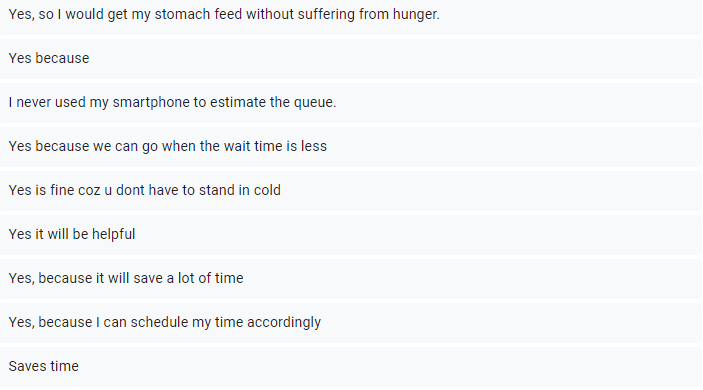 Yes, so I would get my stomach feed without suffering from hunger.
Yes because
I never used my smartphone to estimate the queue.
Yes because we can go when the wait time is less
Yes is fine coz u dont have to stand in cold
Yes it will be helpful
Yes, because it will save a lot of time
Yes, because I can schedule my time accordingly
Saves time